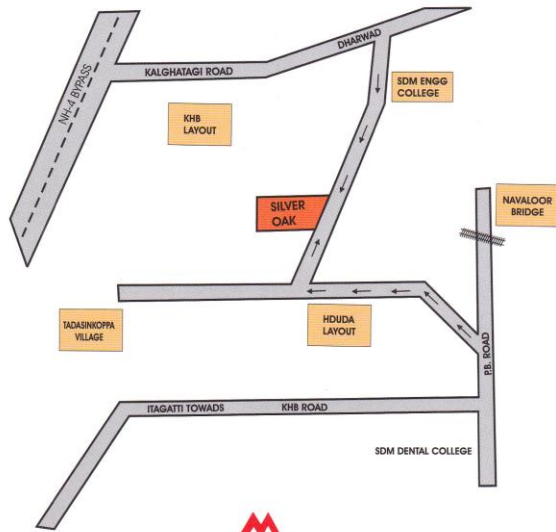 DHARWAD
KALGHATAGI ROAD
NH-4 BYPASS
SDM ENGG
COLLEGE
KHB
LAYOUT
SILVER
OAK
NAVALOOR
BRIDGE
TADASINKOPPA
VILLAGE
HDUDA
LAYOUT
P.B. ROAD
ITAGATTI TOWADS KHB ROAD
SDM DENTAL COLLEGE